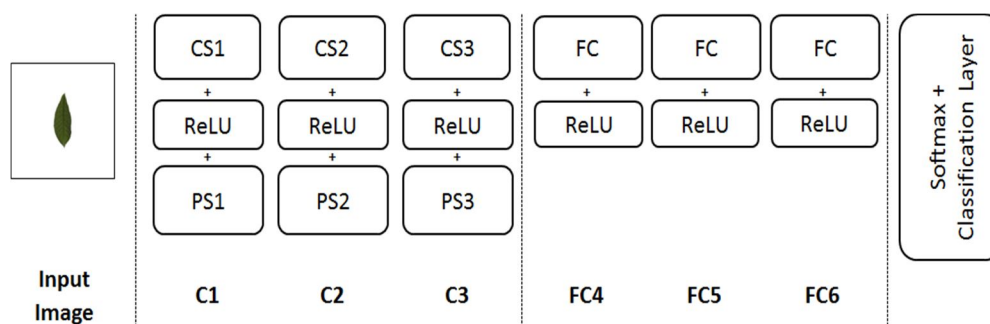 CS1 CS2 CS3 FC FC FC
+ + + + + +
ReLU ReLU ReLU ReLU ReLU ReLU
+ + +
PS1 PS2 PS3
Softmax +
Classification Layer
Input
Image
C1 C2 C3 FC4 FC5 FC6